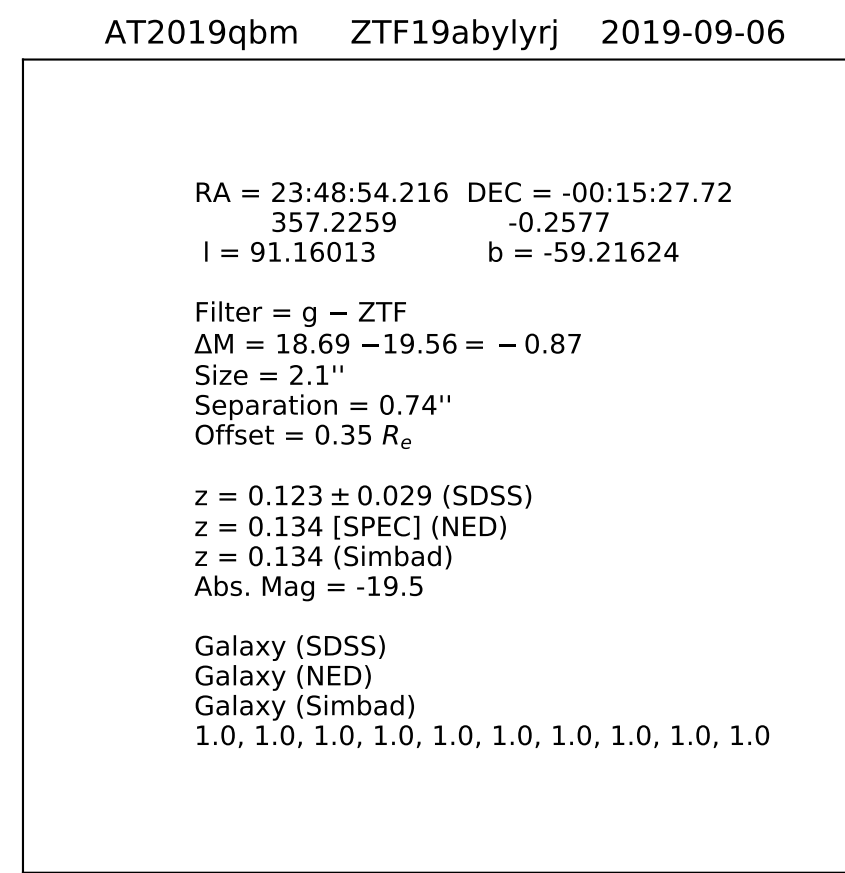 AT2019qbm ZTF19abylyrj 2019-09-06
RA = 23:48:54.216 DEC = -00:15:27.72
357.2259 -0.2577
l = 91.16013 b = -59.21624
Filter = g − ZTF
ΔM = 18.69 −19.56 = − 0.87
Size = 2.1''
Separation = 0.74''
Offset = 0.35 Rₑ
z = 0.123 ± 0.029 (SDSS)
z = 0.134 [SPEC] (NED)
z = 0.134 (Simbad)
Abs. Mag = -19.5
Galaxy (SDSS)
Galaxy (NED)
Galaxy (Simbad)
1.0, 1.0, 1.0, 1.0, 1.0, 1.0, 1.0, 1.0, 1.0, 1.0